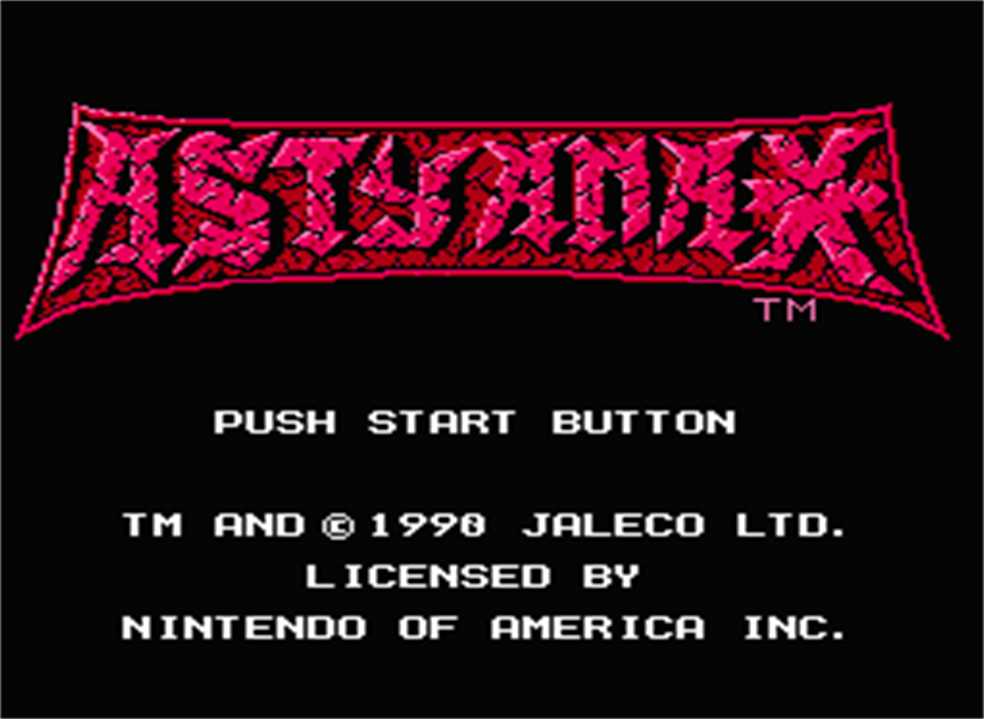 ASTYANAX
TM
PUSH START BUTTON
TM AND © 1990 JALECO LTD.
LICENSED BY
NINTENDO OF AMERICA INC.